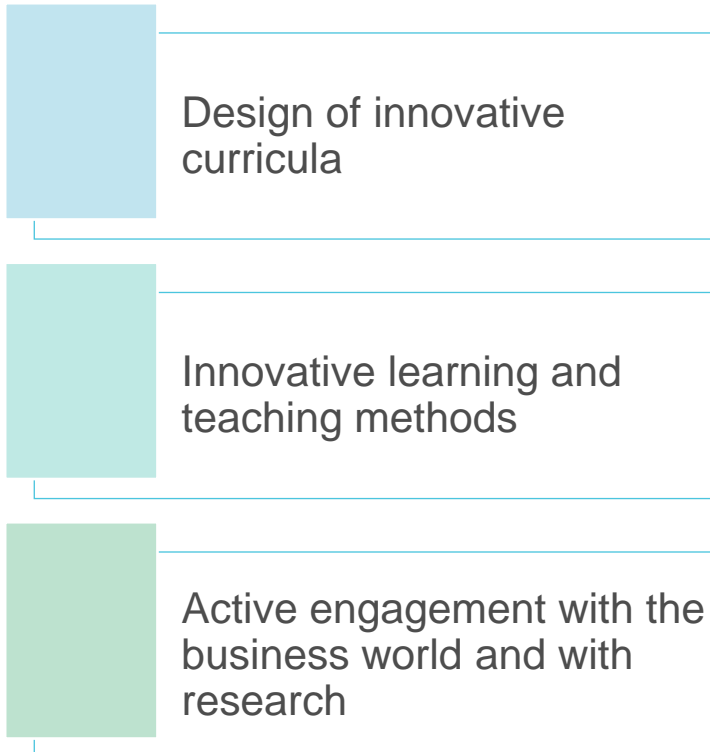 Design of innovative
curricula
Innovative learning and
teaching methods
Active engagement with the
business world and with
research